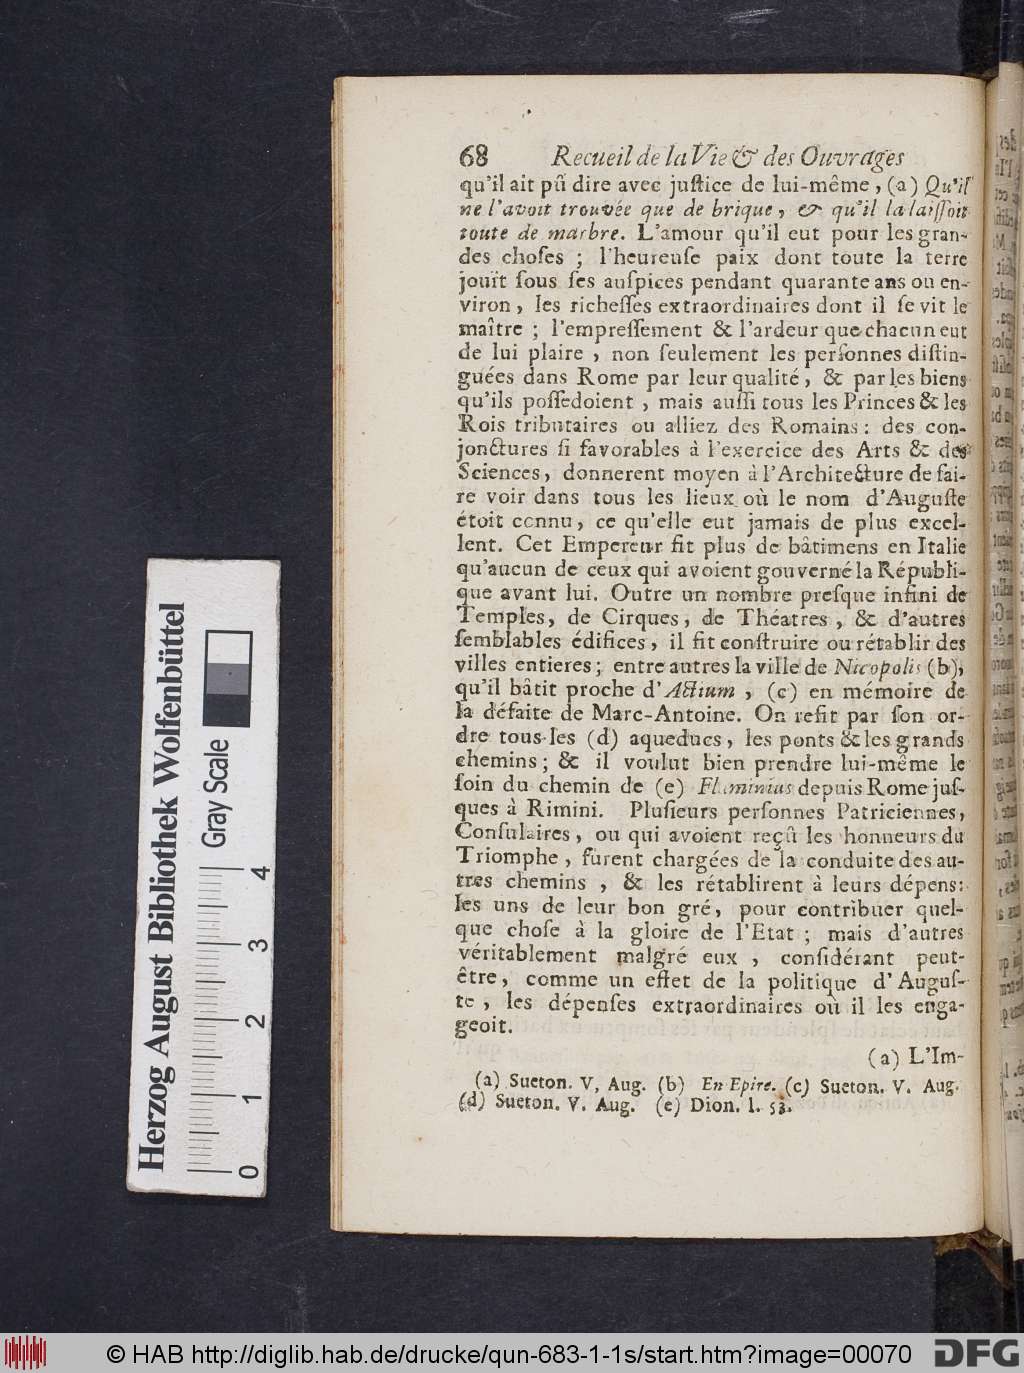 68 Recueil de la Vie & des Ouvrages
qu'il ait pû dire avec juſtice de lui-même, (a) Qu'il
ne l'avoit trouvée que de brique, & qu'il la laiſſoit
toute de marbre. L'amour qu'il eut pour les gran-
des choſes ; l'heureuſe paix dont toute la terre
jouït ſous ſes auſpices pendant quarante ans ou en-
viron, les richeſſes extraordinaires dont il ſe vit le
maître ; l'empreſſement & l'ardeur que chacun eut
de lui plaire, non ſeulement les perſonnes diſtin-
guées dans Rome par leur qualité, & par les biens
qu'ils poſſedoient, mais auſſi tous les Princes & les
Rois tributaires ou alliez des Romains: des con-
jonctures ſi favorables à l'exercice des Arts & des
Sciences, donnerent moyen à l'Architecture de fai-
re voir dans tous les lieux où le nom d'Auguſte
étoit connu, ce qu'elle eut jamais de plus excel-
lent. Cet Empereur fit plus de bâtimens en Italie
qu'aucun de ceux qui avoient gouverné la Républi-
que avant lui. Outre un nombre preſque infini de
Temples, de Cirques, de Théatres, & d'autres
ſemblables édifices, il fit conſtruire ou rétablir des
villes entieres; entre autres la ville de Nicopolis (b),
qu'il bâtit proche d'Actium, (c) en mémoire de
la défaite de Marc-Antoine. On refit par ſon or-
dre tous les (d) aqueducs, les ponts & les grands
chemins; & il voulut bien prendre lui-même le
ſoin du chemin de (e) Flaminius depuis Rome juſ-
ques à Rimini. Pluſieurs perſonnes Patriciennes,
Conſulaires, ou qui avoient reçû les honneurs du
Triomphe, furent chargées de la conduite des au-
tres chemins, & les rétablirent à leurs dépens:
les uns de leur bon gré, pour contribuer quel-
que choſe à la gloire de l'Etat ; mais d'autres
véritablement malgré eux, conſidérant peut-
être, comme un effet de la politique d'Auguſ-
te, les dépenſes extraordinaires où il les enga-
geoit.
(a) L'Im-
(a) Sueton. V, Aug. (b) En Epire. (c) Sueton. V. Aug.
(d) Sueton. V. Aug. (e) Dion. l. 53.
Herzog August Bibliothek Wolfenbüttel
Gray Scale
0 1 2 3 4
© HAB http://diglib.hab.de/drucke/qun-683-1-1s/start.htm?image=00070
DFG